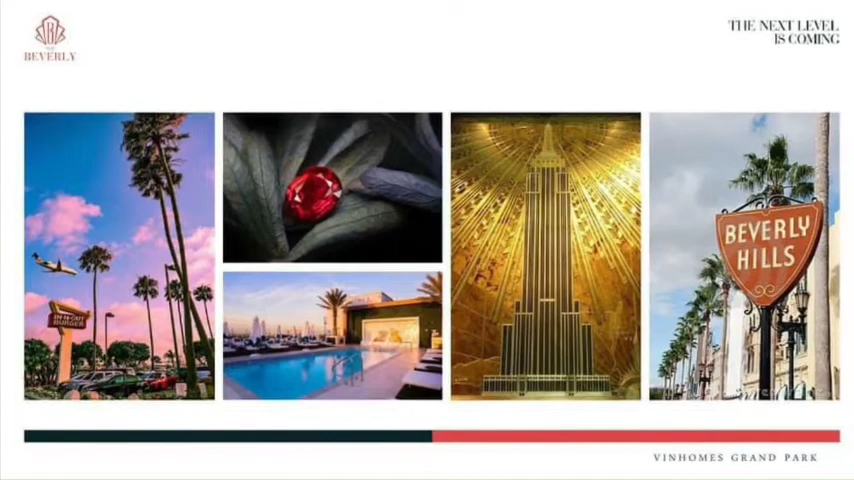 THE
BEVERLY
THE NEXT LEVEL
IS COMING
IN-N-OUT
BURGER
BEVERLY
HILLS
VINHOMES GRAND PARK